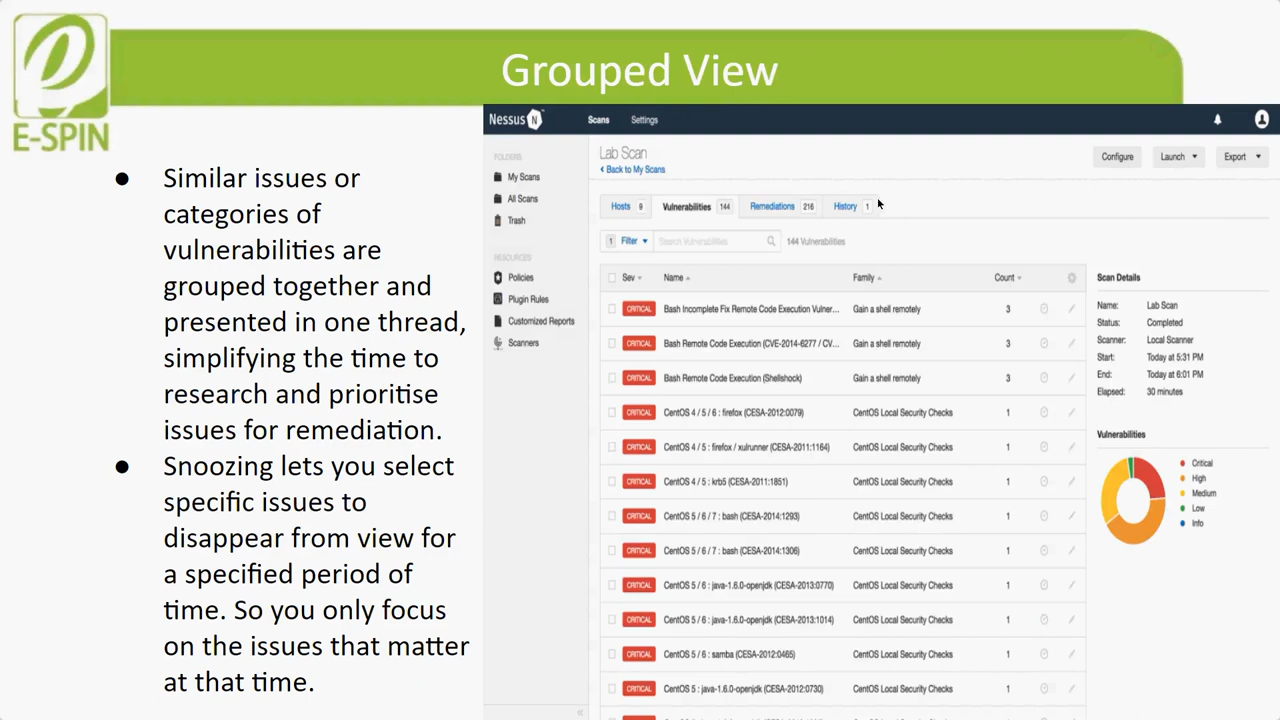 Grouped View
E-SPIN
● Similar issues or
categories of
vulnerabilities are
grouped together and
presented in one thread,
simplifying the time to
research and prioritise
issues for remediation.
● Snoozing lets you select
specific issues to
disappear from view for
a specified period of
time. So you only focus
on the issues that matter
at that time.
Nessus N Scans Settings
FOLDERS
My Scans
All Scans
Trash
RESOURCES
Policies
Plugin Rules
Customized Reports
Scanners
Lab Scan
Back to My Scans
Configure Launch Export
Hosts 9 Vulnerabilities 144 Remediations 216 History 1
1 Filter Search Vulnerabilities 144 Vulnerabilities
Sev Name Family Count
CRITICAL Bash Incomplete Fix Remote Code Execution Vulner... Gain a shell remotely 3
CRITICAL Bash Remote Code Execution (CVE-2014-6277 / CV... Gain a shell remotely 3
CRITICAL Bash Remote Code Execution (Shellshock) Gain a shell remotely 3
CRITICAL CentOS 4 / 5 / 6 : firefox (CESA-2012:0079) CentOS Local Security Checks 1
CRITICAL CentOS 4 / 5 : firefox / xulrunner (CESA-2011:1164) CentOS Local Security Checks 1
CRITICAL CentOS 4 / 5 : krb5 (CESA-2011:1851) CentOS Local Security Checks 1
CRITICAL CentOS 5 / 6 / 7 : bash (CESA-2014:1293) CentOS Local Security Checks 1
CRITICAL CentOS 5 / 6 / 7 : bash (CESA-2014:1306) CentOS Local Security Checks 1
CRITICAL CentOS 5 / 6 : java-1.6.0-openjdk (CESA-2013:0770) CentOS Local Security Checks 1
CRITICAL CentOS 5 / 6 : java-1.6.0-openjdk (CESA-2013:1014) CentOS Local Security Checks 1
CRITICAL CentOS 5 / 6 : samba (CESA-2012:0465) CentOS Local Security Checks 1
CRITICAL CentOS 5 : java-1.6.0-openjdk (CESA-2012:0730) CentOS Local Security Checks 1
Scan Details
Name: Lab Scan
Status: Completed
Scanner: Local Scanner
Start: Today at 5:31 PM
End: Today at 6:01 PM
Elapsed: 30 minutes
Vulnerabilities
Critical
High
Medium
Low
Info